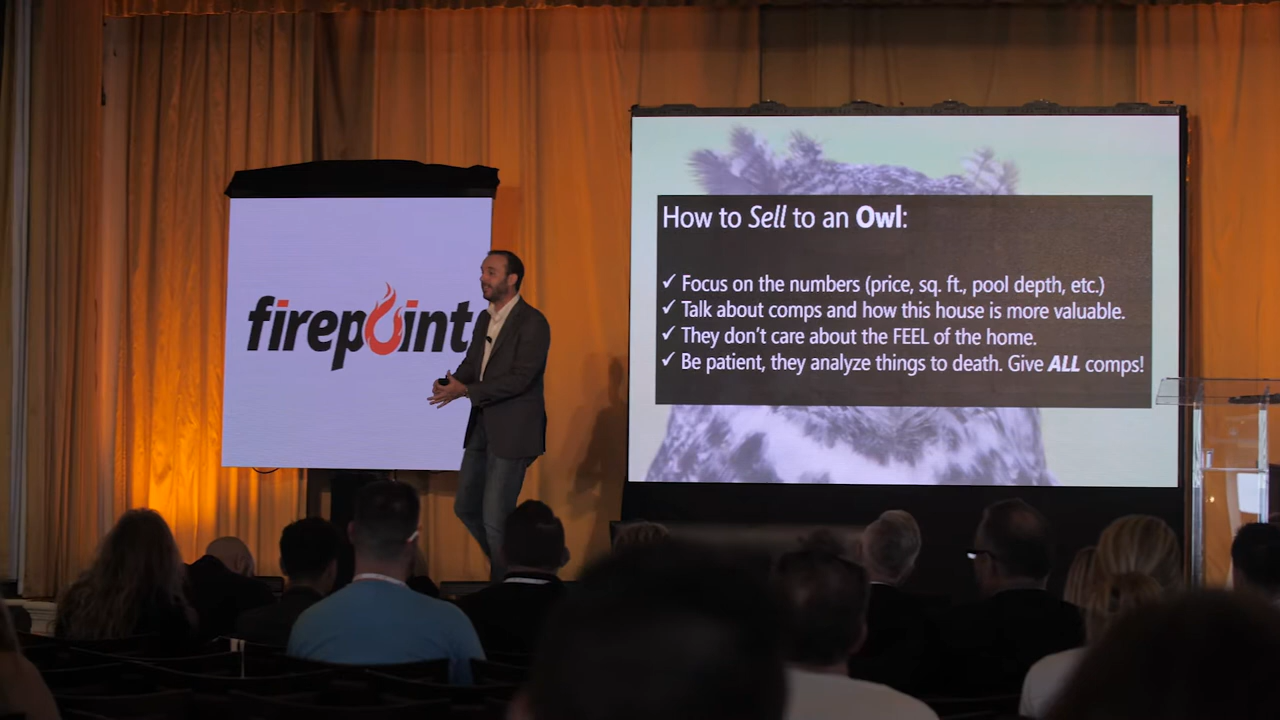 firepoint
How to Sell to an Owl:
✓ Focus on the numbers (price, sq. ft., pool depth, etc.)
✓ Talk about comps and how this house is more valuable.
✓ They don't care about the FEEL of the home.
✓ Be patient, they analyze things to death. Give ALL comps!